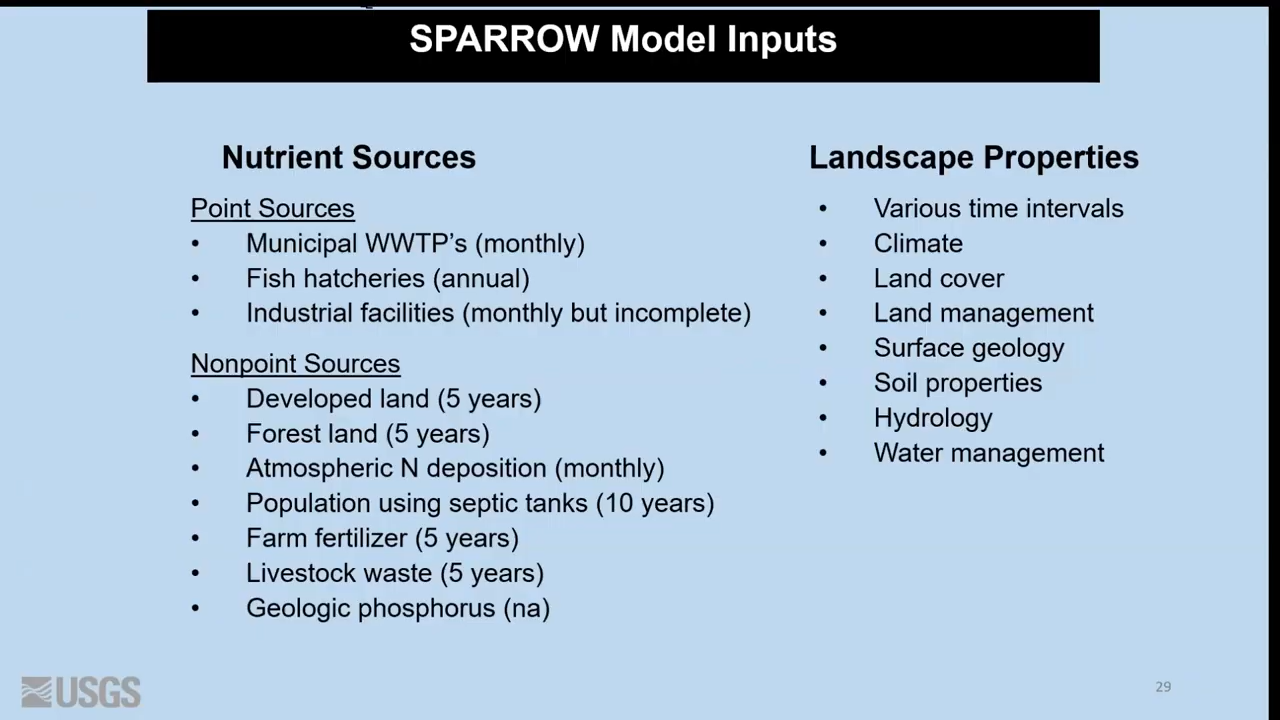 SPARROW Model Inputs
Nutrient Sources
Point Sources
• Municipal WWTP's (monthly)
• Fish hatcheries (annual)
• Industrial facilities (monthly but incomplete)
Nonpoint Sources
• Developed land (5 years)
• Forest land (5 years)
• Atmospheric N deposition (monthly)
• Population using septic tanks (10 years)
• Farm fertilizer (5 years)
• Livestock waste (5 years)
• Geologic phosphorus (na)
Landscape Properties
• Various time intervals
• Climate
• Land cover
• Land management
• Surface geology
• Soil properties
• Hydrology
• Water management
USGS
29